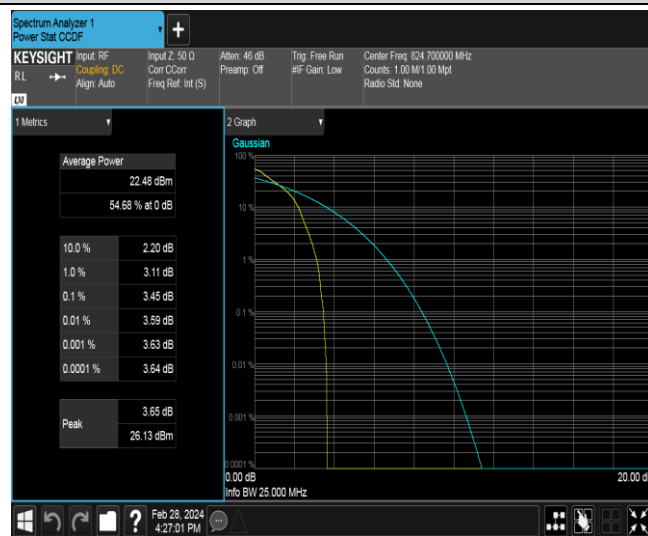 Spectrum Analyzer 1
Power Stat CCDF
+
KEYSIGHT Input: RF Input Z: 50 Ω Atten: 46 dB Trig: Free Run Center Freq: 824.700000 MHz
RL Coupling: DC Corr CCorr Preamp: Off #IF Gain: Low Counts: 1.00 M/1.00 Mpt
Align: Auto Freq Ref: Int (S) Radio Std: None
LXI
1 Metrics
2 Graph
Average Power
22.48 dBm
54.68 % at 0 dB
10.0 % 2.20 dB
1.0 % 3.11 dB
0.1 % 3.45 dB
0.01 % 3.59 dB
0.001 % 3.63 dB
0.0001 % 3.64 dB
Peak 3.65 dB
26.13 dBm
Gaussian
100 %
10 %
1 %
0.1 %
0.01 %
0.001 %
0.0001 %
0.00 dB 20.00 d
Info BW 25.000 MHz
? Feb 28, 2024
4:27:01 PM